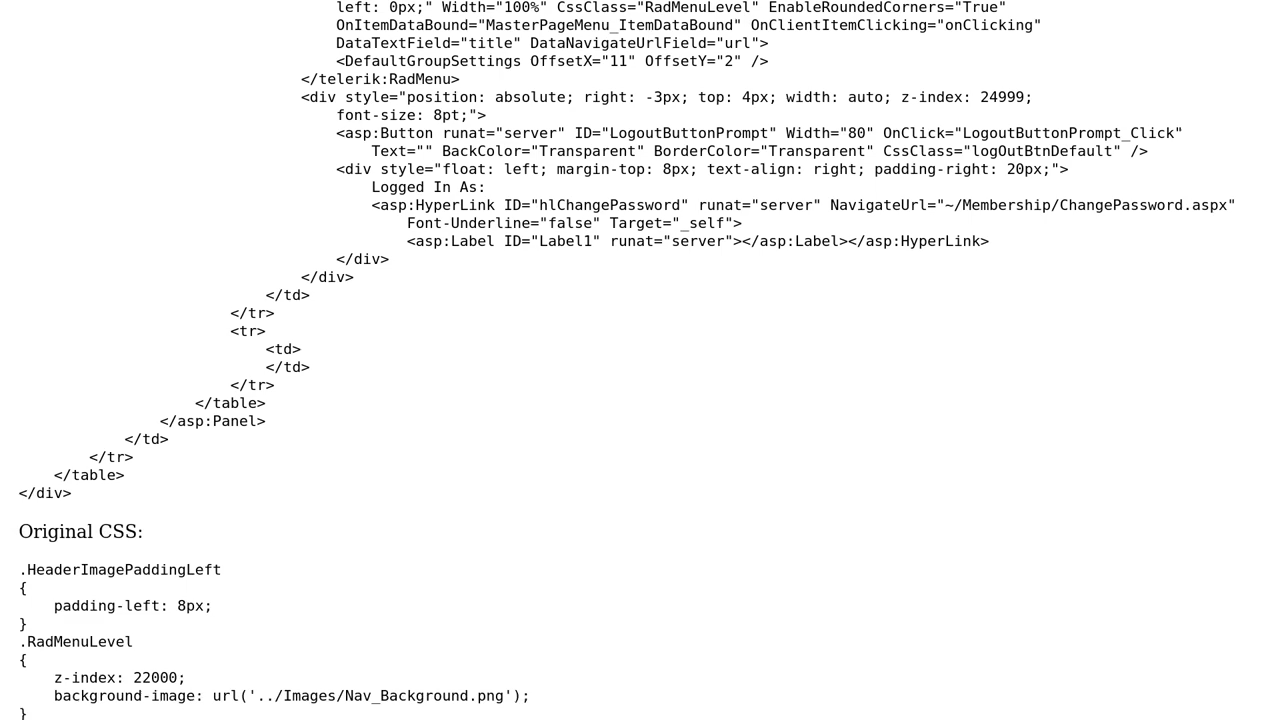 left: 0px;" Width="100%" CssClass="RadMenuLevel" EnableRoundedCorners="True"
OnItemDataBound="MasterPageMenu_ItemDataBound" OnClientItemClicking="onClicking"
DataTextField="title" DataNavigateUrlField="url">
<DefaultGroupSettings OffsetX="11" OffsetY="2" />
</telerik:RadMenu>
<div style="position: absolute; right: -3px; top: 4px; width: auto; z-index: 24999;
font-size: 8pt;">
<asp:Button runat="server" ID="LogoutButtonPrompt" Width="80" OnClick="LogoutButtonPrompt_Click"
Text="" BackColor="Transparent" BorderColor="Transparent" CssClass="logOutBtnDefault" />
<div style="float: left; margin-top: 8px; text-align: right; padding-right: 20px;">
Logged In As:
<asp:HyperLink ID="hlChangePassword" runat="server" NavigateUrl="~/Membership/ChangePassword.aspx"
Font-Underline="false" Target="_self">
<asp:Label ID="Label1" runat="server"></asp:Label></asp:HyperLink>
</div>
</div>
</td>
</tr>
<tr>
<td>
</td>
</tr>
</table>
</asp:Panel>
</td>
</tr>
</table>
</div>
Original CSS:
.HeaderImagePaddingLeft
{
padding-left: 8px;
}
.RadMenuLevel
{
z-index: 22000;
background-image: url('../Images/Nav_Background.png');
}